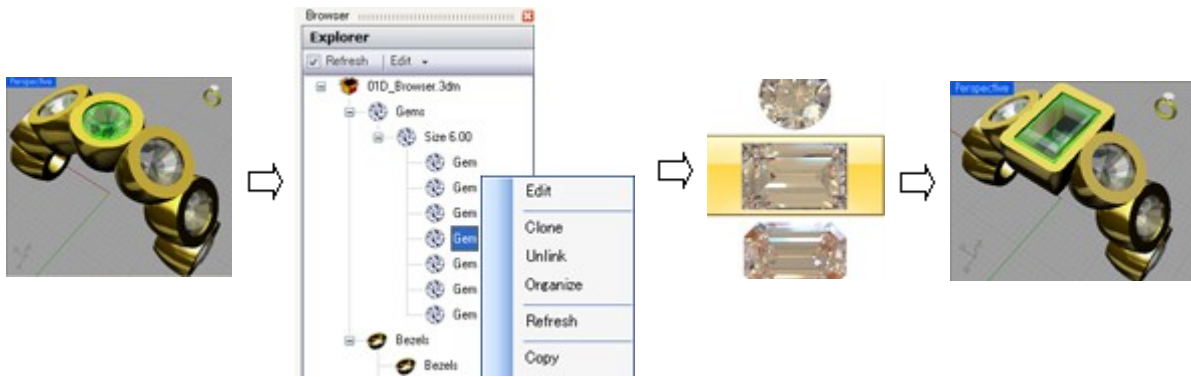 Perspective
Browser
Explorer
Refresh Edit
01D_Browser.3dm
Gems
Size 6.00
Gem
Gem
Gem
Gem
Gem
Gem
Gem
Bezels
Bezels
Edit
Clone
Unlink
Organize
Refresh
Copy
Perspective